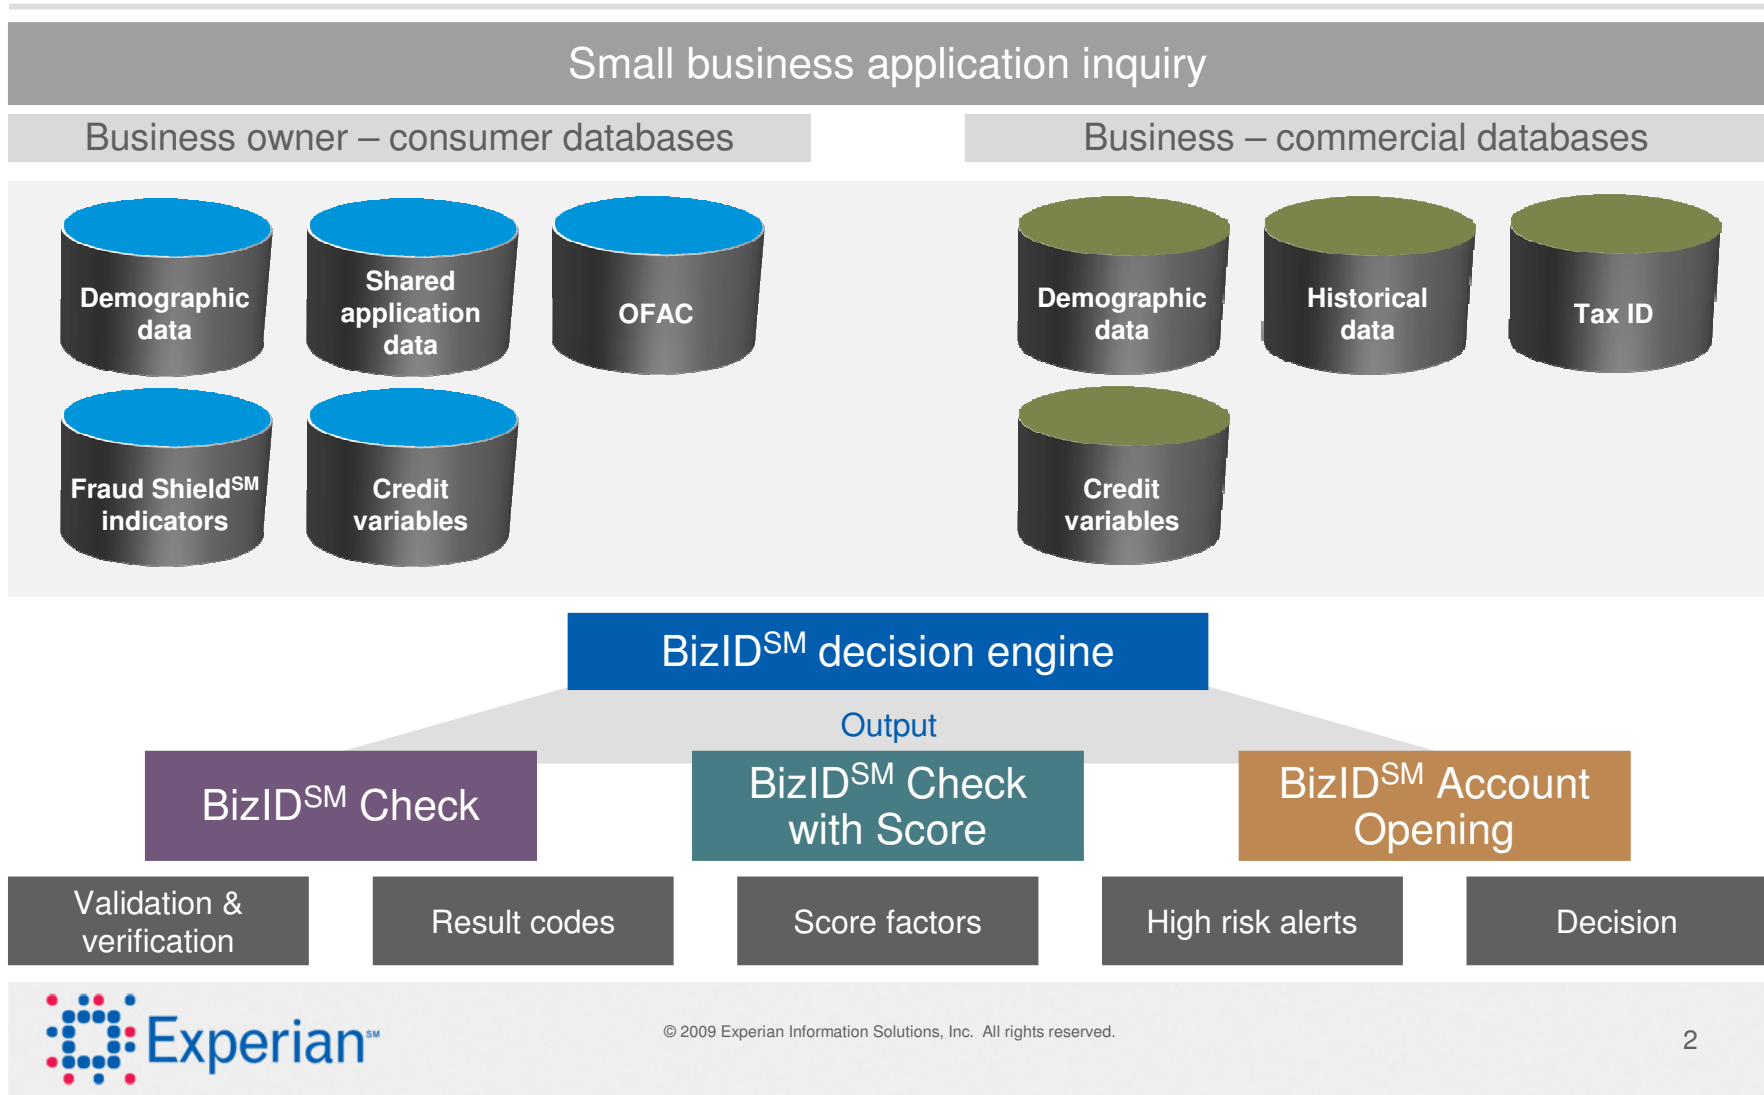 Small business application inquiry
Business owner – consumer databases
Business – commercial databases
Demographic
data
Shared
application
data
OFAC
Demographic
data
Historical
data
Tax ID
Fraud Shield℠
indicators
Credit
variables
Credit
variables
BizID℠ decision engine
Output
BizID℠ Check
BizID℠ Check
with Score
BizID℠ Account
Opening
Validation &
verification
Result codes
Score factors
High risk alerts
Decision
Experian℠
© 2009 Experian Information Solutions, Inc. All rights reserved.
2